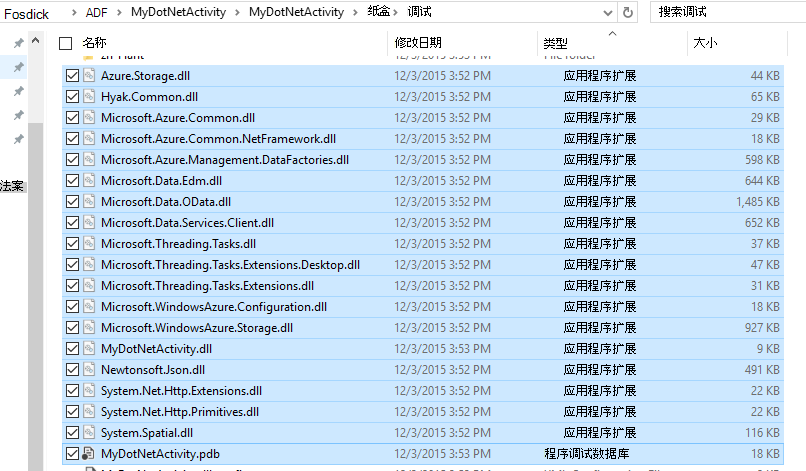 Fosdick > ADF > MyDotNetActivity > MyDotNetActivity > 纸盒 > 调试 搜索调试
名称 修改日期 类型 大小
zh-Hant File folder
Azure.Storage.dll 12/3/2015 3:52 PM 应用程序扩展 44 KB
Hyak.Common.dll 12/3/2015 3:52 PM 应用程序扩展 65 KB
Microsoft.Azure.Common.dll 12/3/2015 3:52 PM 应用程序扩展 29 KB
Microsoft.Azure.Common.NetFramework.dll 12/3/2015 3:52 PM 应用程序扩展 18 KB
Microsoft.Azure.Management.DataFactories.dll 12/3/2015 3:52 PM 应用程序扩展 598 KB
Microsoft.Data.Edm.dll 12/3/2015 3:52 PM 应用程序扩展 644 KB
Microsoft.Data.OData.dll 12/3/2015 3:52 PM 应用程序扩展 1,485 KB
Microsoft.Data.Services.Client.dll 12/3/2015 3:52 PM 应用程序扩展 652 KB
法案
Microsoft.Threading.Tasks.dll 12/3/2015 3:52 PM 应用程序扩展 37 KB
Microsoft.Threading.Tasks.Extensions.Desktop.dll 12/3/2015 3:52 PM 应用程序扩展 47 KB
Microsoft.Threading.Tasks.Extensions.dll 12/3/2015 3:52 PM 应用程序扩展 31 KB
Microsoft.WindowsAzure.Configuration.dll 12/3/2015 3:52 PM 应用程序扩展 18 KB
Microsoft.WindowsAzure.Storage.dll 12/3/2015 3:52 PM 应用程序扩展 927 KB
MyDotNetActivity.dll 12/3/2015 3:53 PM 应用程序扩展 9 KB
Newtonsoft.Json.dll 12/3/2015 3:52 PM 应用程序扩展 491 KB
System.Net.Http.Extensions.dll 12/3/2015 3:52 PM 应用程序扩展 22 KB
System.Net.Http.Primitives.dll 12/3/2015 3:52 PM 应用程序扩展 22 KB
System.Spatial.dll 12/3/2015 3:52 PM 应用程序扩展 116 KB
MyDotNetActivity.pdb 12/3/2015 3:53 PM 程序调试数据库 18 KB